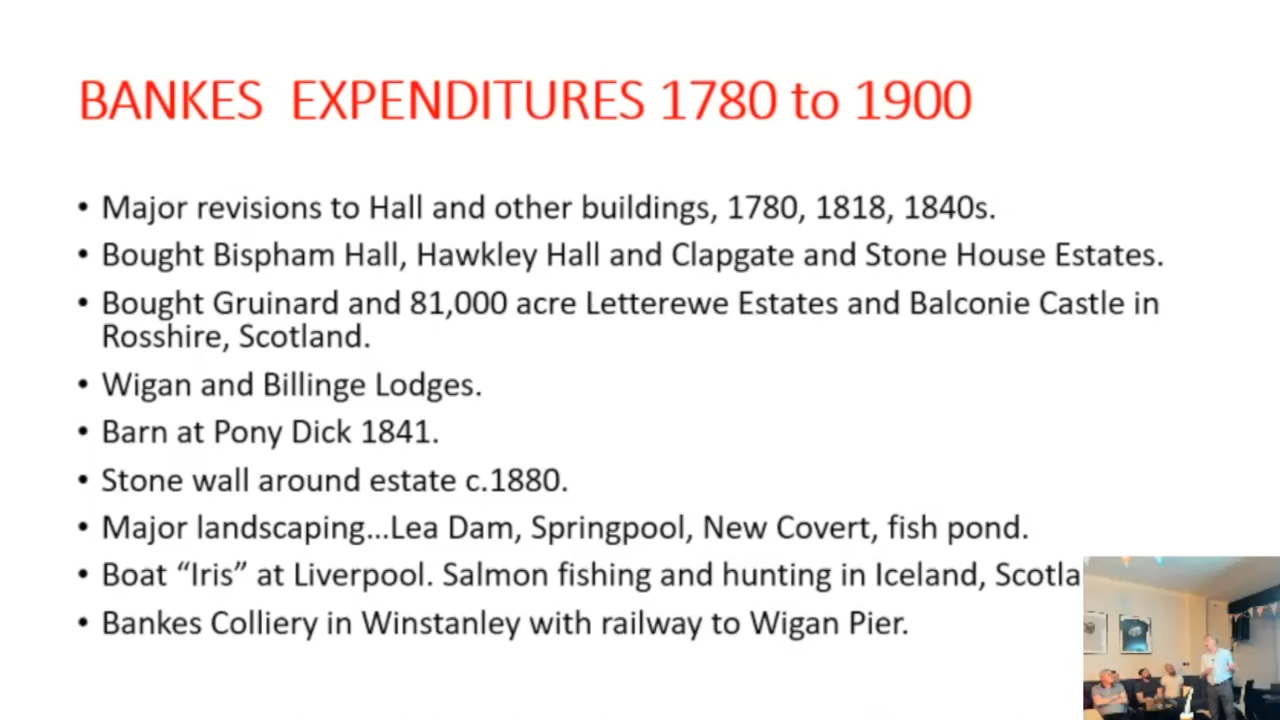 BANKES EXPENDITURES 1780 to 1900
• Major revisions to Hall and other buildings, 1780, 1818, 1840s.
• Bought Bispham Hall, Hawkley Hall and Clapgate and Stone House Estates.
• Bought Gruinard and 81,000 acre Letterewe Estates and Balconie Castle in
Rosshire, Scotland.
• Wigan and Billinge Lodges.
• Barn at Pony Dick 1841.
• Stone wall around estate c.1880.
• Major landscaping...Lea Dam, Springpool, New Covert, fish pond.
• Boat “Iris” at Liverpool. Salmon fishing and hunting in Iceland, Scotla
• Bankes Colliery in Winstanley with railway to Wigan Pier.